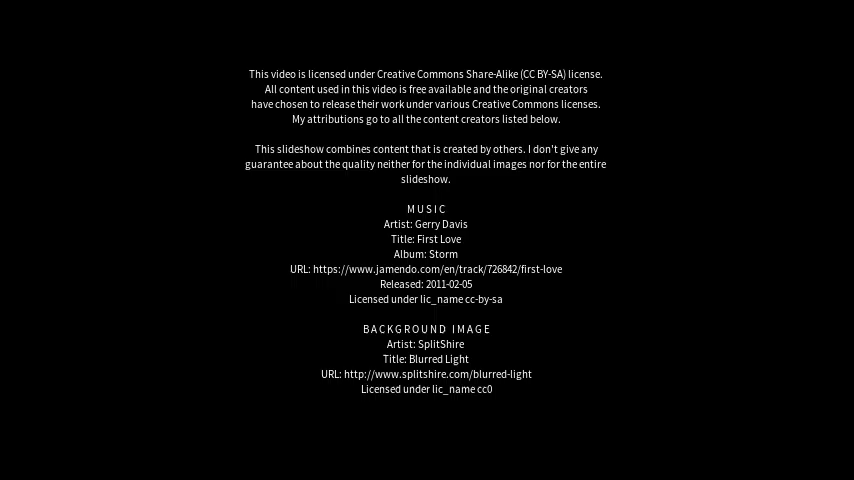 This video is licensed under Creative Commons Share-Alike (CC BY-SA) license.
All content used in this video is free available and the original creators
have chosen to release their work under various Creative Commons licenses.
My attributions go to all the content creators listed below.
This slideshow combines content that is created by others. I don't give any
guarantee about the quality neither for the individual images nor for the entire
slideshow.
MUSIC
Artist: Gerry Davis
Title: First Love
Album: Storm
URL: https://www.jamendo.com/en/track/726842/first-love
Released: 2011-02-05
Licensed under lic_name cc-by-sa
BACKGROUND IMAGE
Artist: SplitShire
Title: Blurred Light
URL: http://www.splitshire.com/blurred-light
Licensed under lic_name cc0